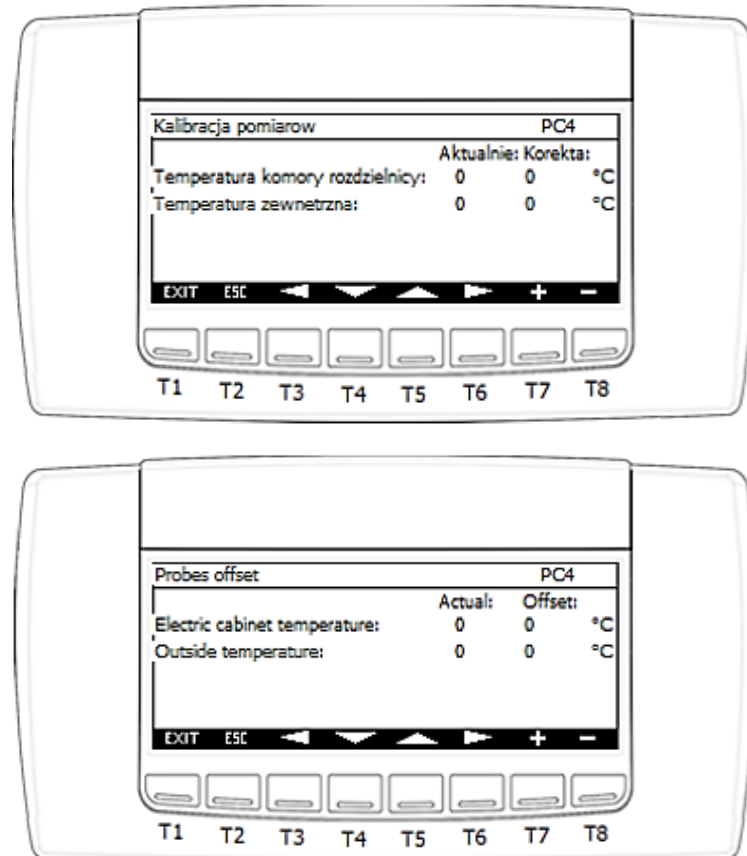 Kalibracja pomiarow PC4
Aktualnie: Korekta:
Temperatura komory rozdzielnicy: 0 0 °C
Temperatura zewnetrzna: 0 0 °C
EXIT ESC + -
T1 T2 T3 T4 T5 T6 T7 T8
Probes offset PC4
Actual: Offset:
Electric cabinet temperature: 0 0 °C
Outside temperature: 0 0 °C
EXIT ESC + -
T1 T2 T3 T4 T5 T6 T7 T8